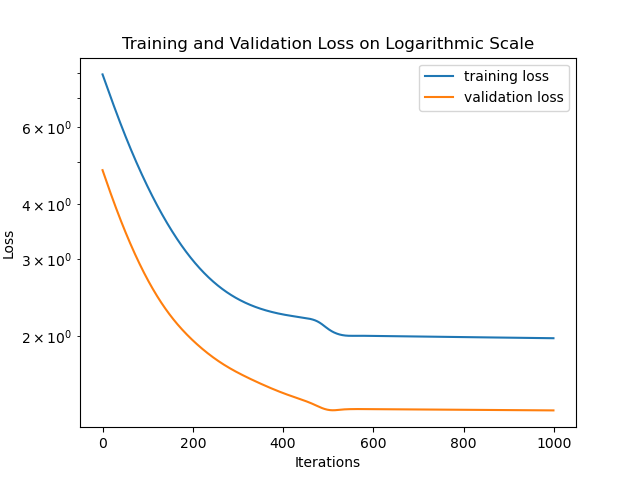 Training and Validation Loss on Logarithmic Scale
training loss
validation loss
6 × 10⁰
4 × 10⁰
3 × 10⁰
2 × 10⁰
Loss
0 200 400 600 800 1000
Iterations